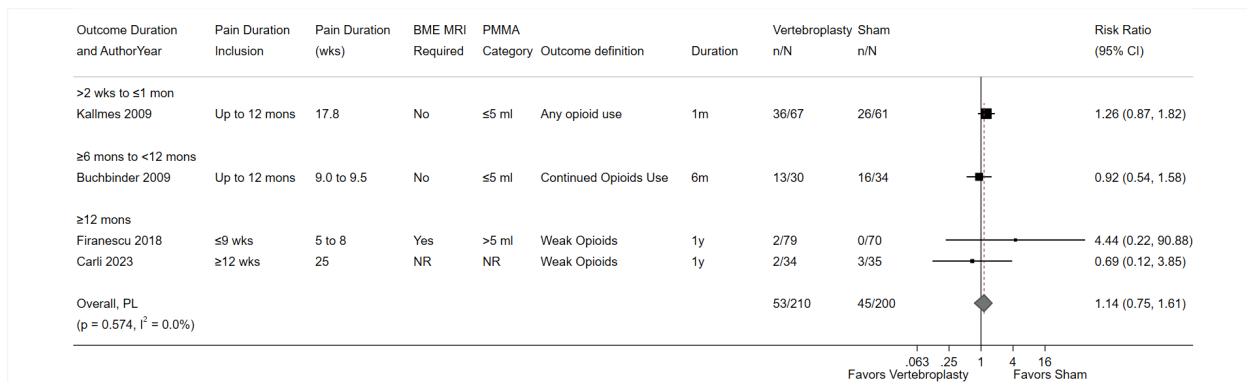 Outcome Duration and AuthorYear Pain Duration Inclusion Pain Duration (wks) BME MRI Required PMMA Category Outcome definition Duration Vertebroplasty n/N Sham n/N Risk Ratio (95% CI)
>2 wks to ≤1 mon
Kallmes 2009 Up to 12 mons 17.8 No ≤5 ml Any opioid use 1m 36/67 26/61 1.26 (0.87, 1.82)
≥6 mons to <12 mons
Buchbinder 2009 Up to 12 mons 9.0 to 9.5 No ≤5 ml Continued Opioids Use 6m 13/30 16/34 0.92 (0.54, 1.58)
≥12 mons
Firanescu 2018 ≤9 wks 5 to 8 Yes >5 ml Weak Opioids 1y 2/79 0/70 4.44 (0.22, 90.88)
Carli 2023 ≥12 wks 25 NR NR Weak Opioids 1y 2/34 3/35 0.69 (0.12, 3.85)
Overall, PL 53/210 45/200 1.14 (0.75, 1.61)
(p = 0.574, I² = 0.0%)
.063 .25 1 4 16
Favors Vertebroplasty Favors Sham